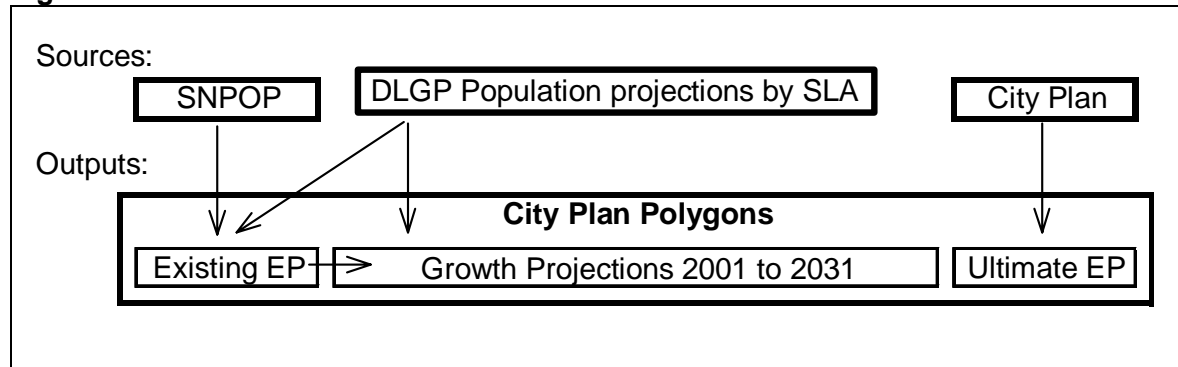 Sources:
SNPOP
DLGP Population projections by SLA
City Plan
Outputs:
City Plan Polygons
Existing EP
Growth Projections 2001 to 2031
Ultimate EP